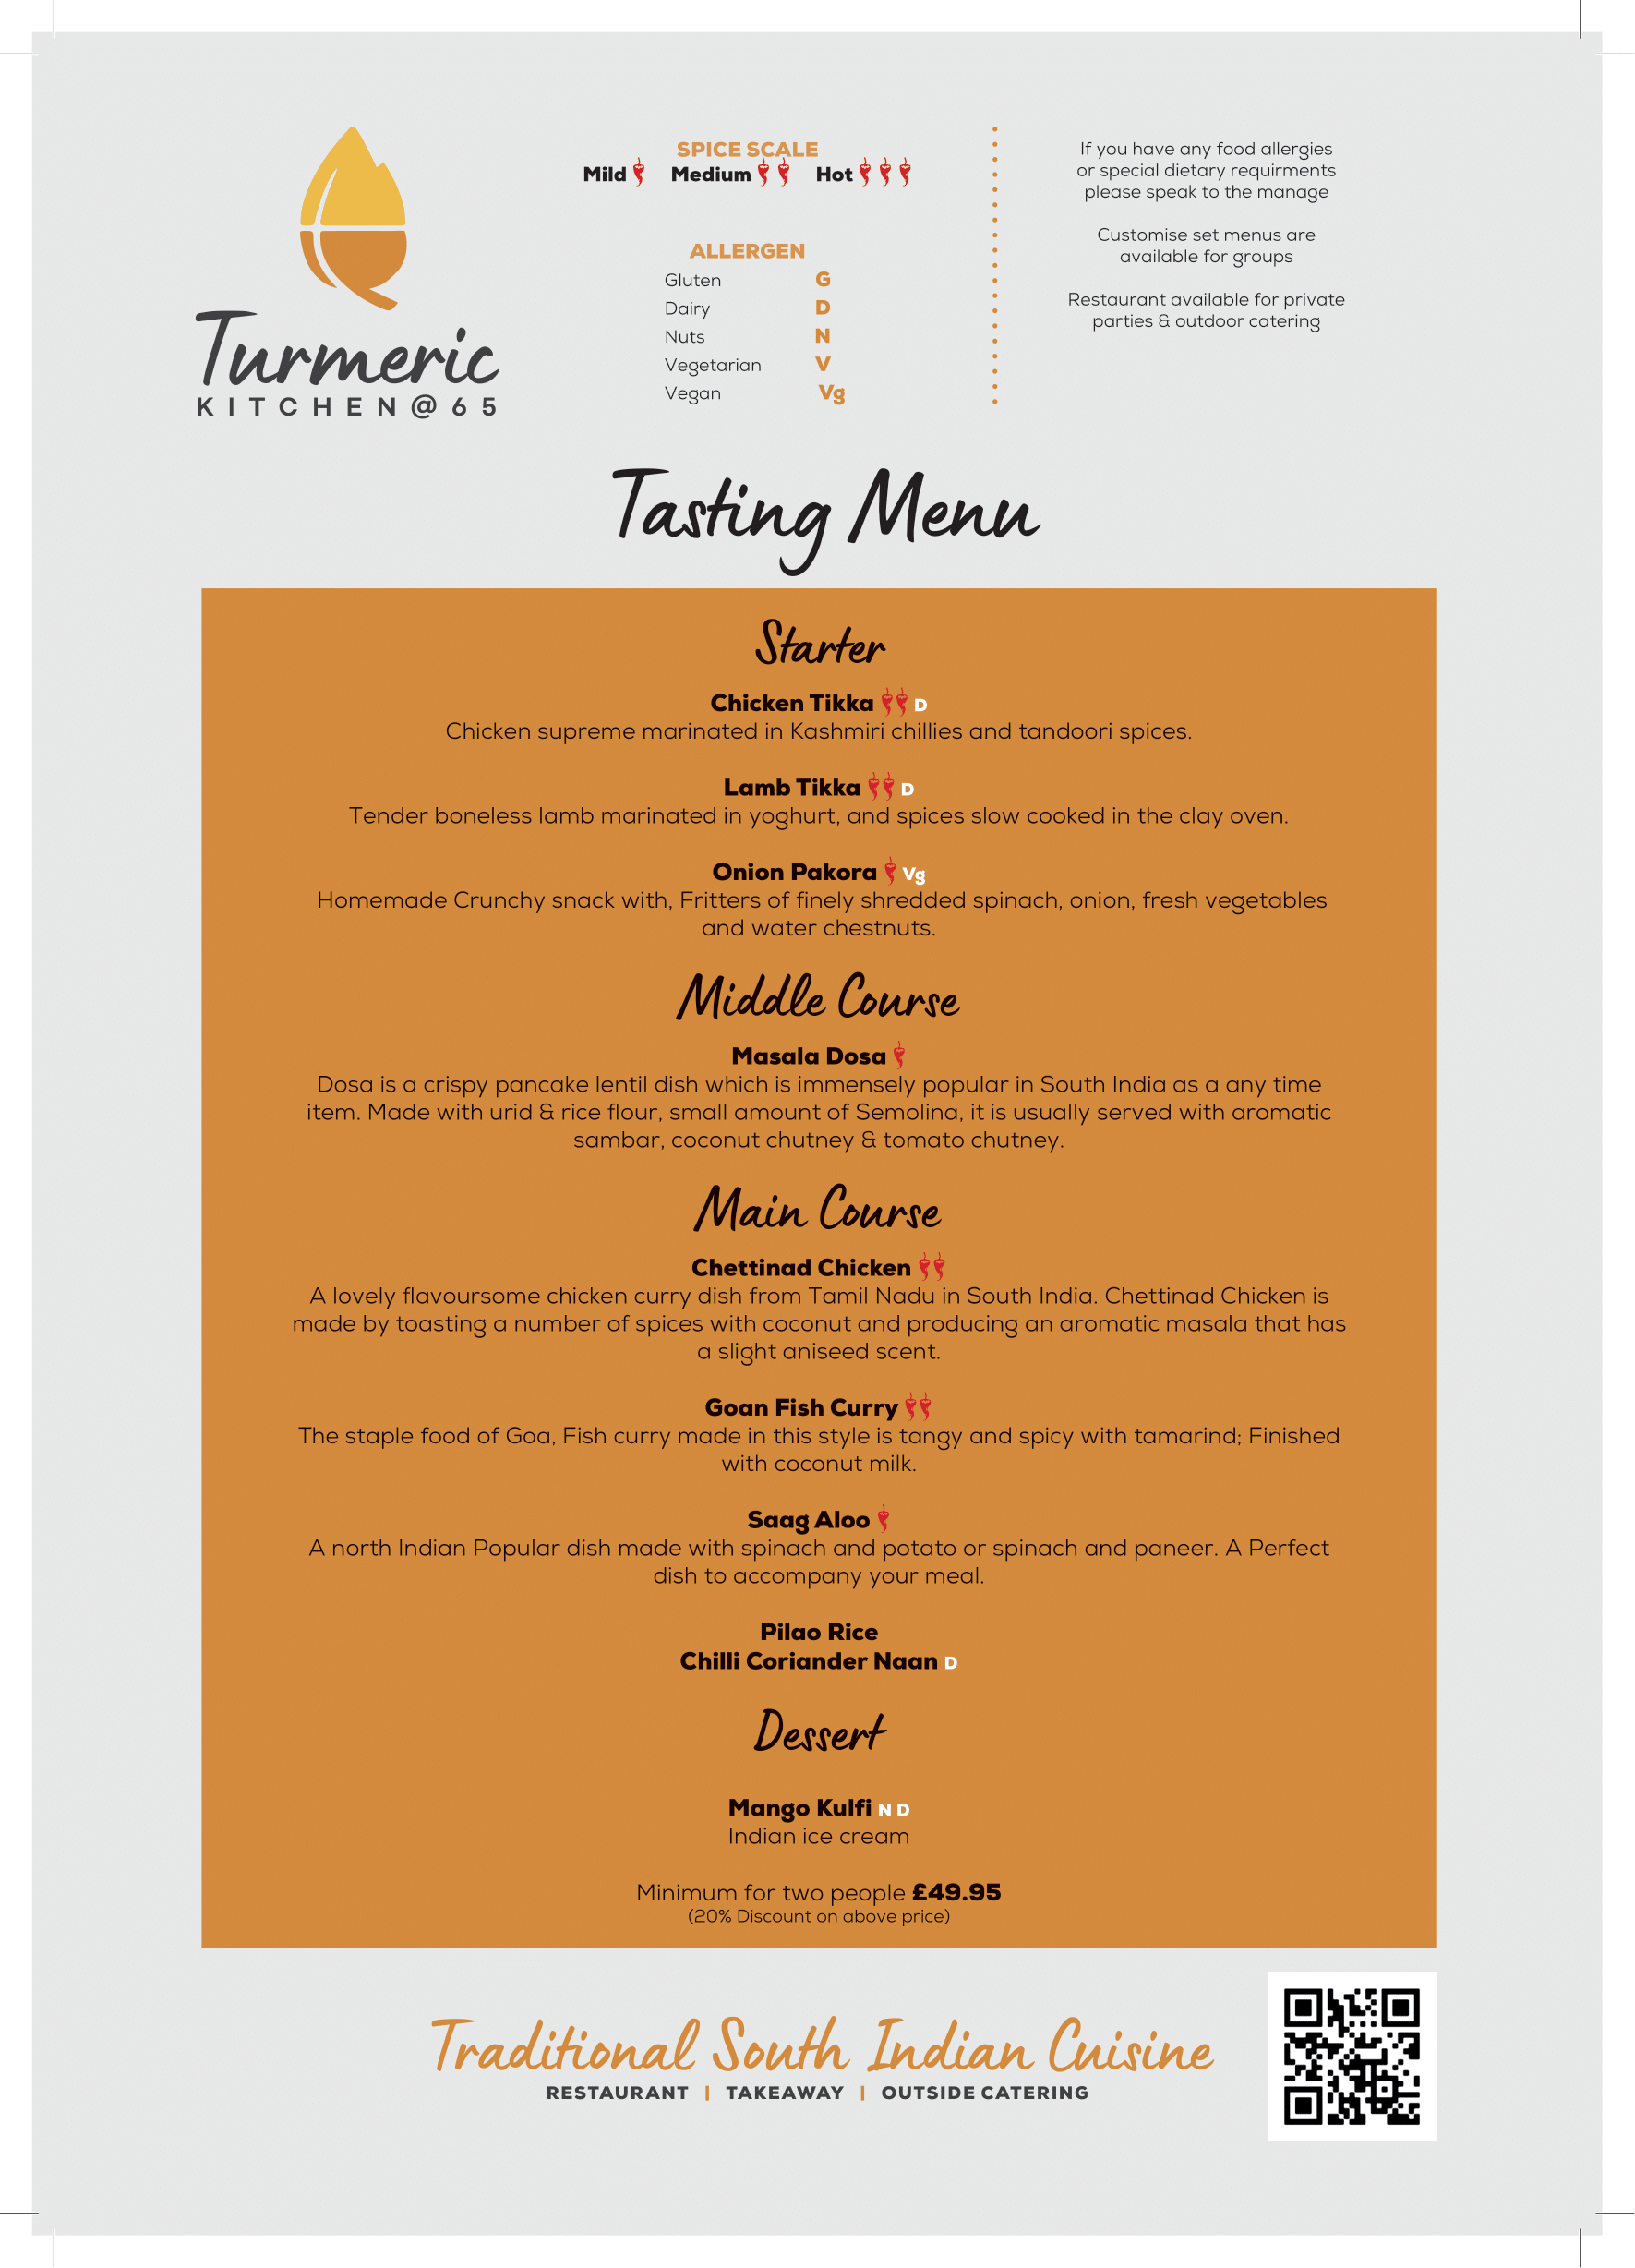 Turmeric
KITCHEN@65
SPICE SCALE
Mild Medium Hot
ALLERGEN
Gluten G
Dairy D
Nuts N
Vegetarian V
Vegan Vg
If you have any food allergies
or special dietary requirments
please speak to the manage
Customise set menus are
available for groups
Restaurant available for private
parties & outdoor catering
Tasting Menu
Starter
Chicken Tikka D
Chicken supreme marinated in Kashmiri chillies and tandoori spices.
Lamb Tikka D
Tender boneless lamb marinated in yoghurt, and spices slow cooked in the clay oven.
Onion Pakora Vg
Homemade Crunchy snack with, Fritters of finely shredded spinach, onion, fresh vegetables
and water chestnuts.
Middle Course
Masala Dosa
Dosa is a crispy pancake lentil dish which is immensely popular in South India as a any time
item. Made with urid & rice flour, small amount of Semolina, it is usually served with aromatic
sambar, coconut chutney & tomato chutney.
Main Course
Chettinad Chicken
A lovely flavoursome chicken curry dish from Tamil Nadu in South India. Chettinad Chicken is
made by toasting a number of spices with coconut and producing an aromatic masala that has
a slight aniseed scent.
Goan Fish Curry
The staple food of Goa, Fish curry made in this style is tangy and spicy with tamarind; Finished
with coconut milk.
Saag Aloo
A north Indian Popular dish made with spinach and potato or spinach and paneer. A Perfect
dish to accompany your meal.
Pilao Rice
Chilli Coriander Naan D
Dessert
Mango Kulfi N D
Indian ice cream
Minimum for two people £49.95
(20% Discount on above price)
Traditional South Indian Cuisine
RESTAURANT | TAKEAWAY | OUTSIDE CATERING